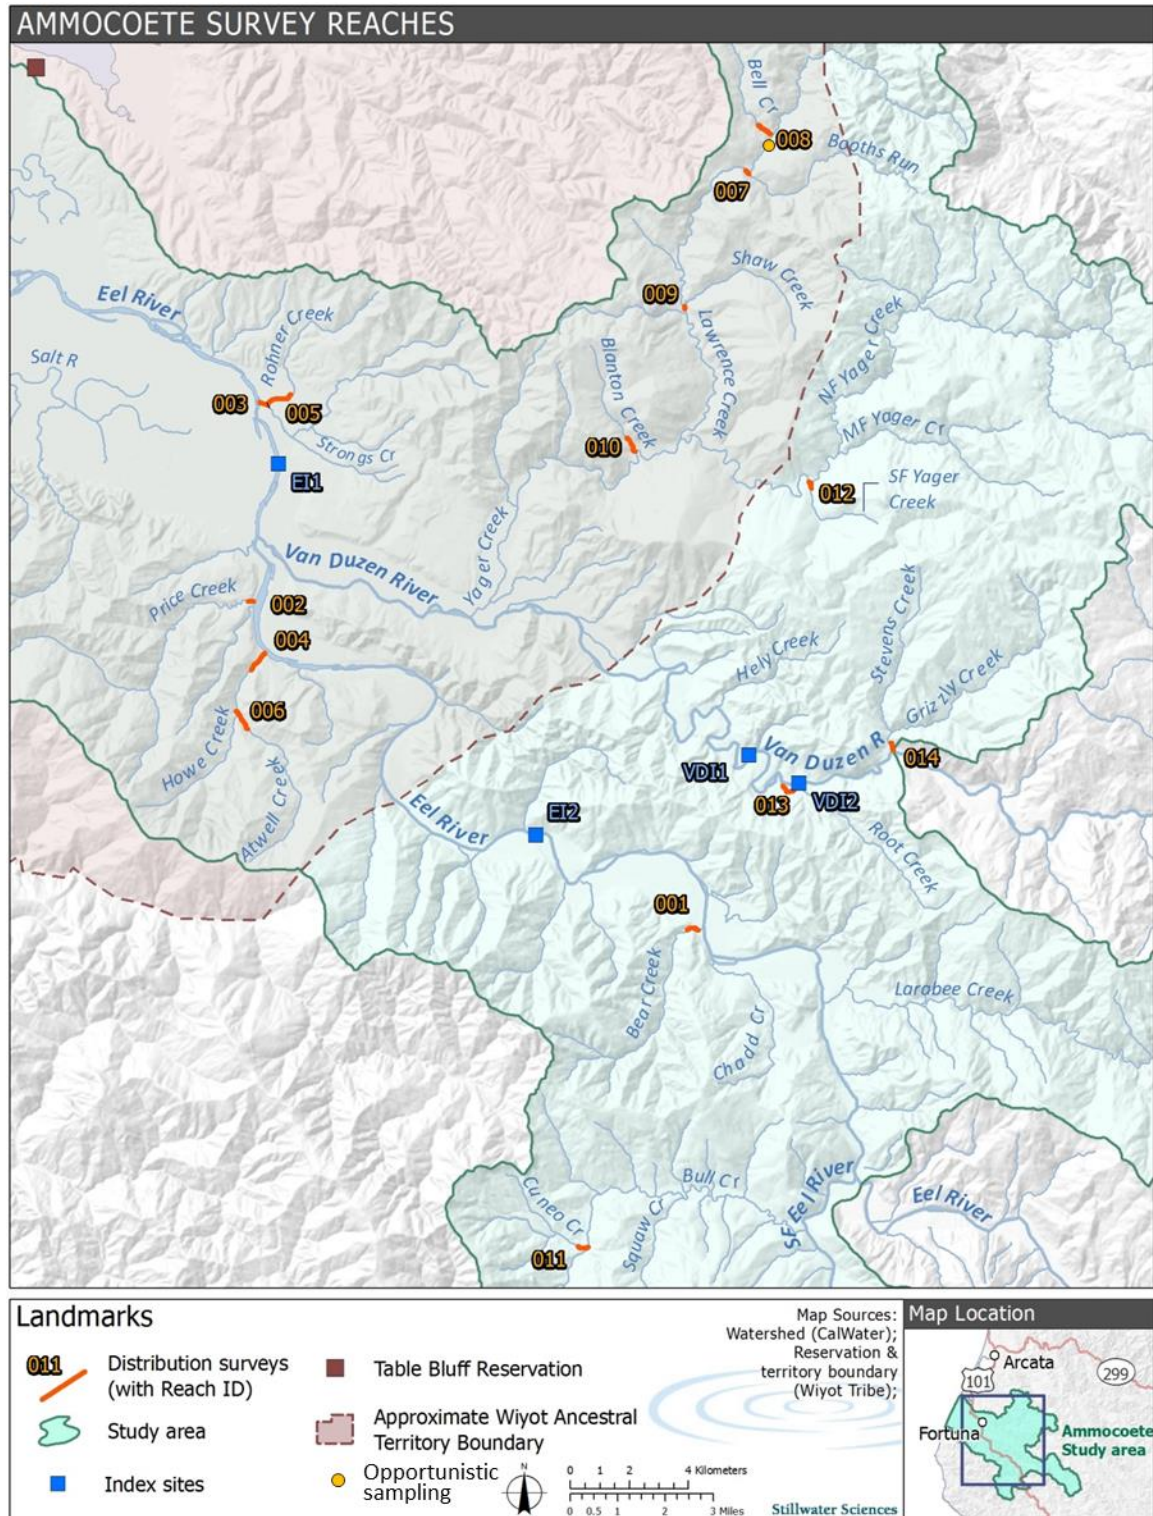 AMMOCOETE SURVEY REACHES
Bell Cr
008
Booths Run
007
Shaw Creek
009
Eel River
Rohner Creek
Lawrence Creek
Blanton Creek
NF Yager Creek
Salt R
003
005
MF Yager Cr
Strongs Cr
010
EI1
012
SF Yager
Creek
Van Duzen River
Yager Creek
Price Creek
002
004
Hely Creek
Stevens Creek
Grizzly Creek
006
Howe Creek
Atwell Creek
Van Duzen R
014
VDI1
013
VDI2
Eel River
EI2
Root Creek
001
Bear Creek
Larabee Creek
Chadd Cr
Cuneo Cr
Bull Cr
Squaw Cr
SF Eel River
Eel River
011
Landmarks
011
Distribution surveys
(with Reach ID)
Study area
Index sites
Table Bluff Reservation
Approximate Wiyot Ancestral
Territory Boundary
Opportunistic
sampling
N
0 1 2 4 Kilometers
0 0.5 1 2 3 Miles
Map Sources:
Watershed (CalWater);
Reservation &
territory boundary
(Wiyot Tribe);
Stillwater Sciences
Map Location
Arcata
101
299
Fortuna
Ammocoete
Study area